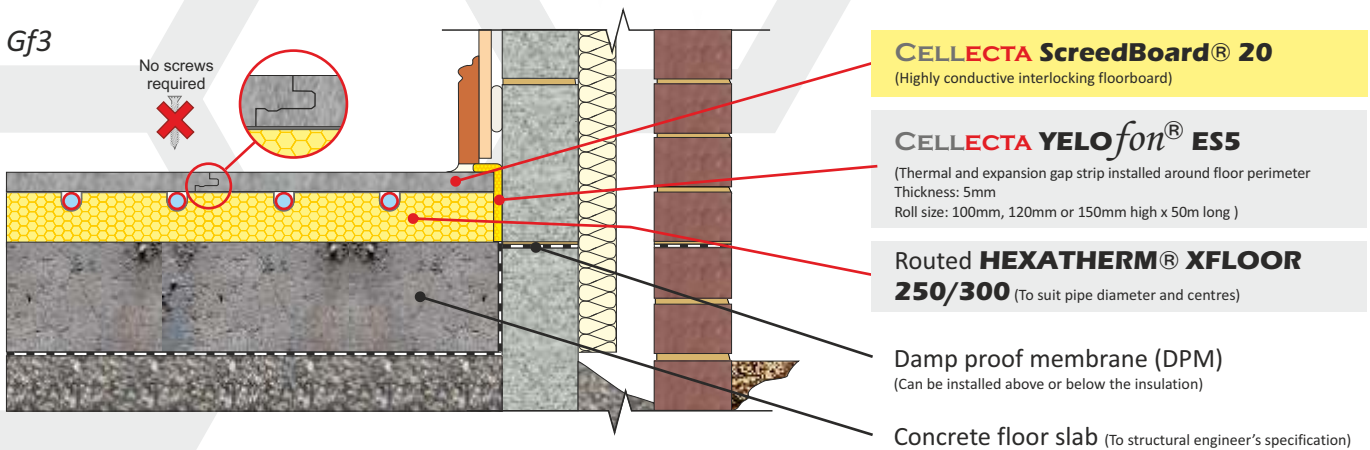 Gf3
No screws
required
CELLECTA ScreedBoard® 20
(Highly conductive interlocking floorboard)
CELLECTA YELOfon® ES5
(Thermal and expansion gap strip installed around floor perimeter
Thickness: 5mm
Roll size: 100mm, 120mm or 150mm high x 50m long )
Routed HEXATHERM® XFLOOR
250/300 (To suit pipe diameter and centres)
Damp proof membrane (DPM)
(Can be installed above or below the insulation)
Concrete floor slab (To structural engineer's specification)